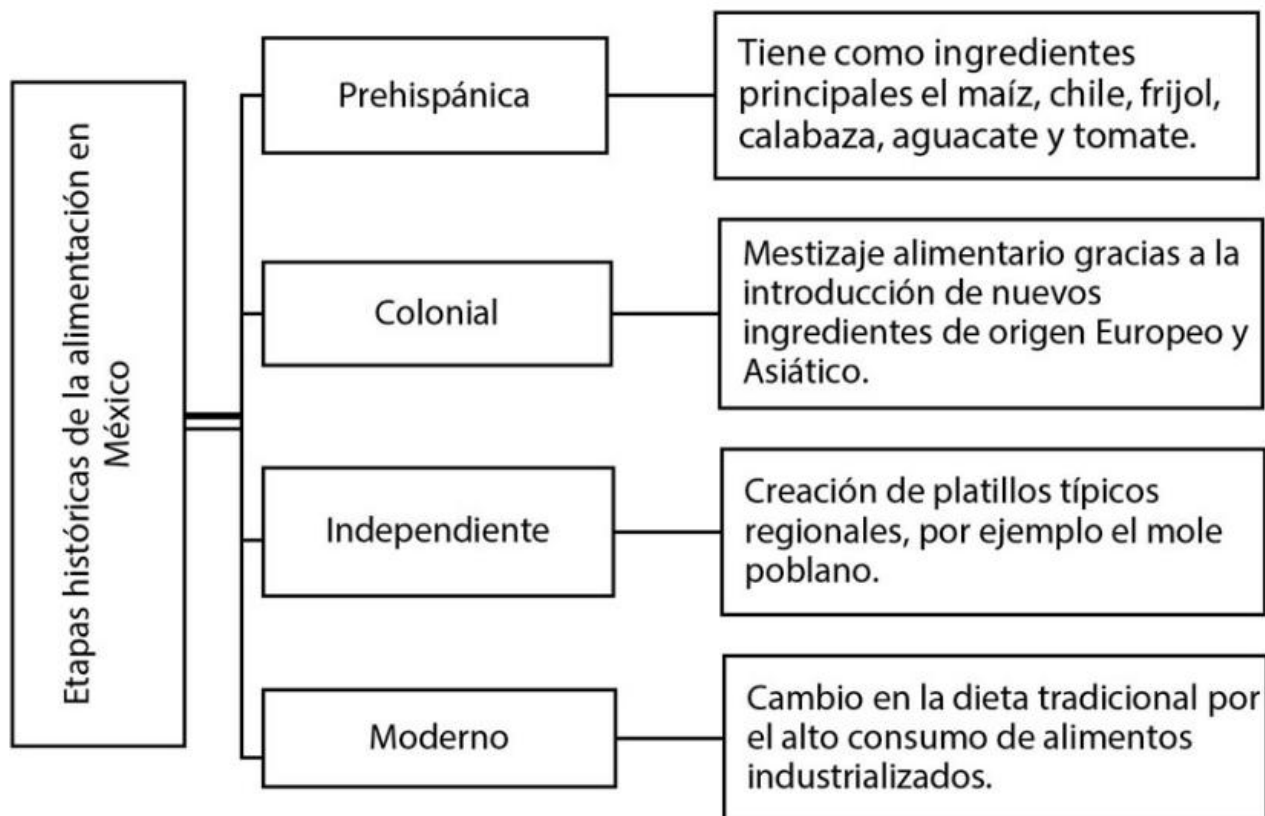 Etapas históricas de la alimentación en
México
Prehispánica
Tiene como ingredientes
principales el maíz, chile, frijol,
calabaza, aguacate y tomate.
Colonial
Mestizaje alimentario gracias a la
introducción de nuevos
ingredientes de origen Europeo y
Asiático.
Independiente
Creación de platillos típicos
regionales, por ejemplo el mole
poblano.
Moderno
Cambio en la dieta tradicional por
el alto consumo de alimentos
industrializados.